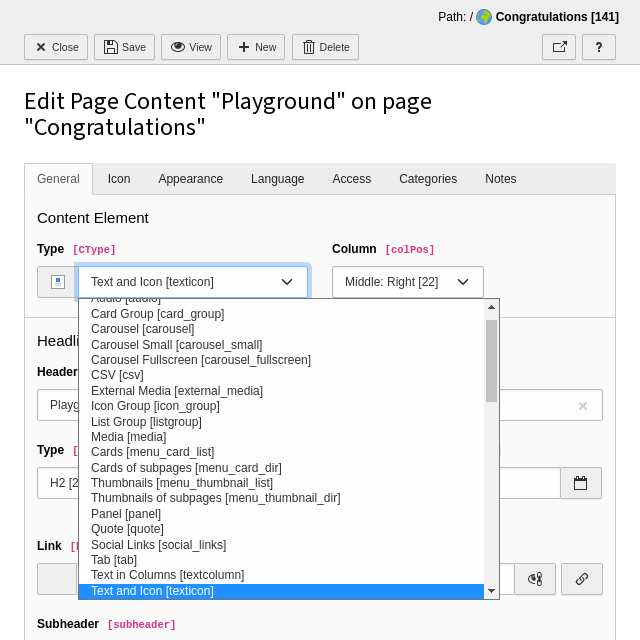 Path: / Congratulations [141]
Close Save View New Delete ?
Edit Page Content "Playground" on page
"Congratulations"
General Icon Appearance Language Access Categories Notes
Content Element
Type [CType] Column [colPos]
Text and Icon [texticon] Middle: Right [22]
Audio [audio]
Card Group [card_group]
Carousel [carousel]
Carousel Small [carousel_small]
Carousel Fullscreen [carousel_fullscreen]
CSV [csv]
External Media [external_media]
Icon Group [icon_group]
List Group [listgroup]
Media [media]
Cards [menu_card_list]
Cards of subpages [menu_card_dir]
Thumbnails [menu_thumbnail_list]
Thumbnails of subpages [menu_thumbnail_dir]
Panel [panel]
Quote [quote]
Social Links [social_links]
Tab [tab]
Text in Columns [textcolumn]
Text and Icon [texticon]
Headli
Header
Playg
Type [
H2 [2
Link
Subheader [subheader]